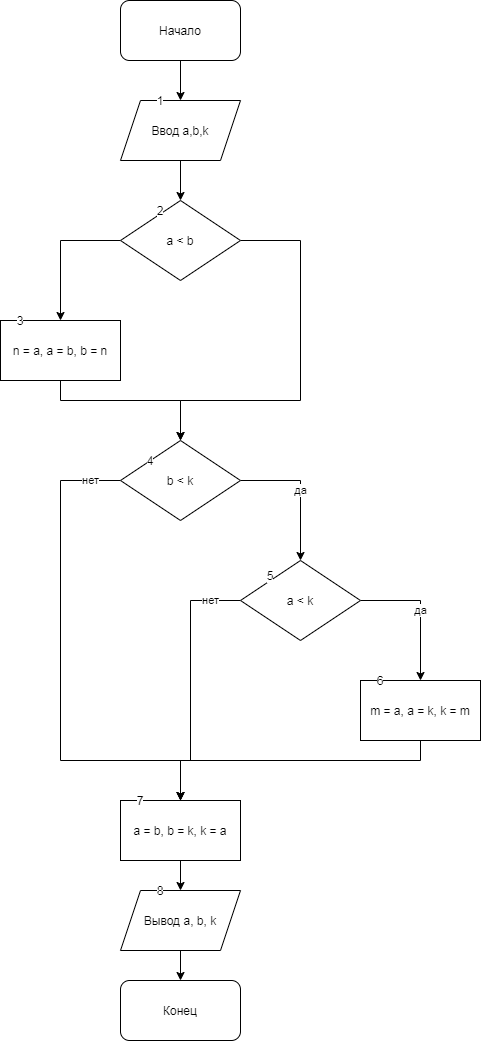 Начало
1
Ввод a,b,k
2
a < b
3
n = a, a = b, b = n
4
b < k
нет
да
5
a < k
нет
да
6
m = a, a = k, k = m
7
a = b, b = k, k = a
8
Вывод a, b, k
Конец